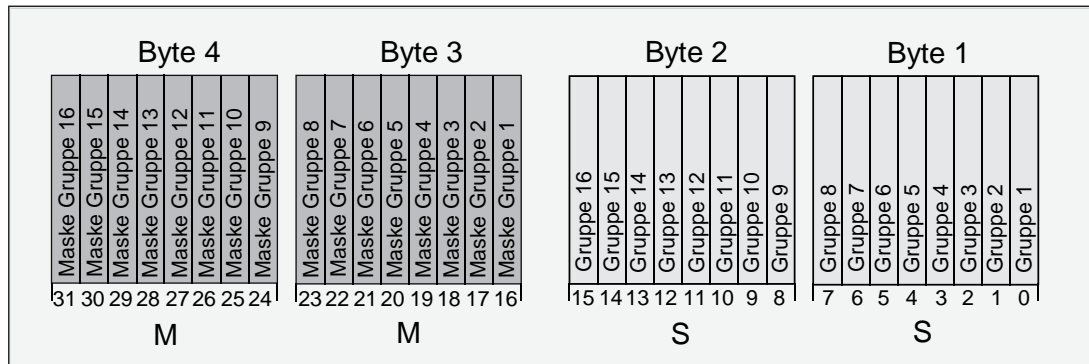 Byte 4 Byte 3 Byte 2 Byte 1
Maske Gruppe 16
Maske Gruppe 15
Maske Gruppe 14
Maske Gruppe 13
Maske Gruppe 12
Maske Gruppe 11
Maske Gruppe 10
Maske Gruppe 9
Maske Gruppe 8
Maske Gruppe 7
Maske Gruppe 6
Maske Gruppe 5
Maske Gruppe 4
Maske Gruppe 3
Maske Gruppe 2
Maske Gruppe 1
Gruppe 16
Gruppe 15
Gruppe 14
Gruppe 13
Gruppe 12
Gruppe 11
Gruppe 10
Gruppe 9
Gruppe 8
Gruppe 7
Gruppe 6
Gruppe 5
Gruppe 4
Gruppe 3
Gruppe 2
Gruppe 1
31 30 29 28 27 26 25 24 23 22 21 20 19 18 17 16 15 14 13 12 11 10 9 8 7 6 5 4 3 2 1 0
M M S S